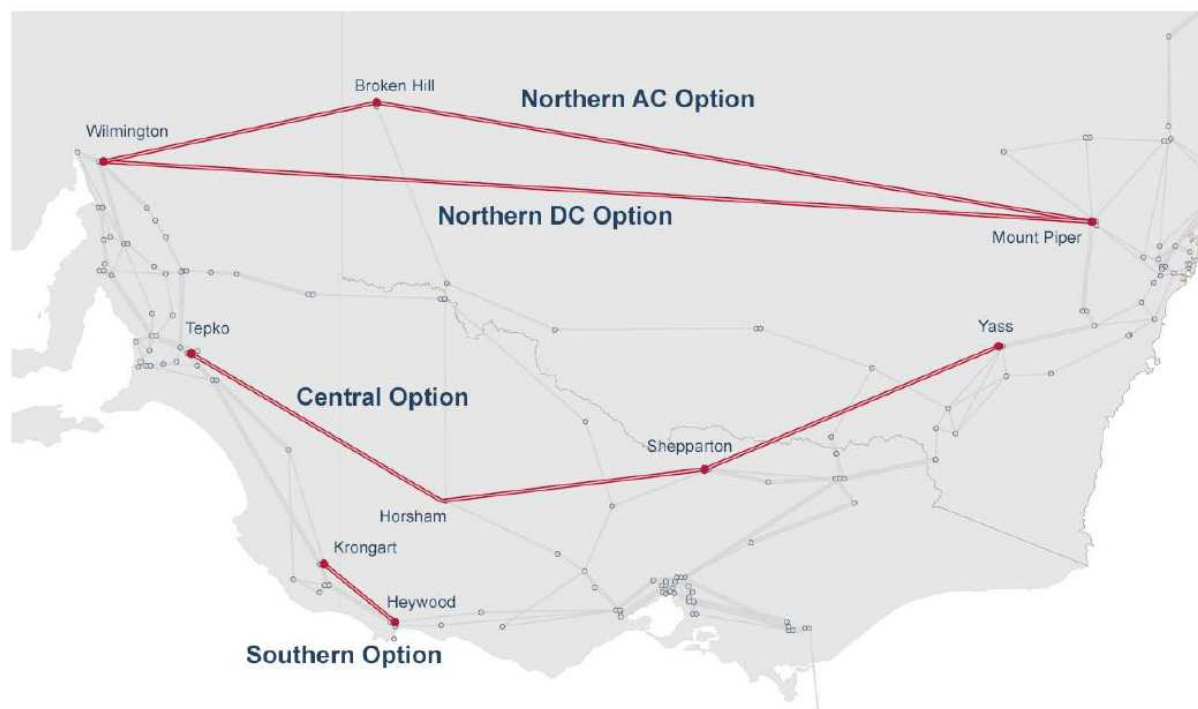 Broken Hill
Northern AC Option
Wilmington
Northern DC Option
Mount Piper
Tepko
Yass
Central Option
Shepparton
Horsham
Krongart
Heywood
Southern Option